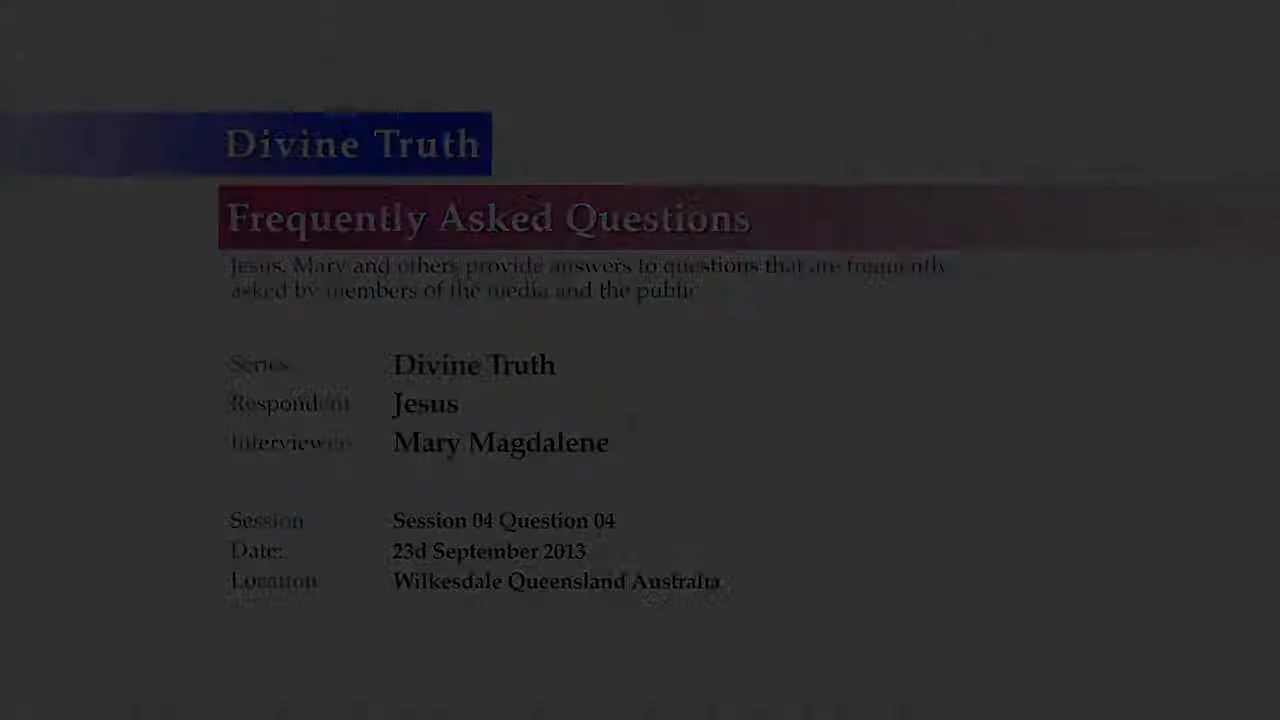 Divine Truth
Frequently Asked Questions
Jesus, Mary and others provide answers to questions that are frequently
asked by members of the media and the public
Series
Divine Truth
Respondent
Jesus
Interviewer
Mary Magdalene
Session
Session 04 Question 04
Date:
23d September 2013
Location
Wilkesdale Queensland Australia